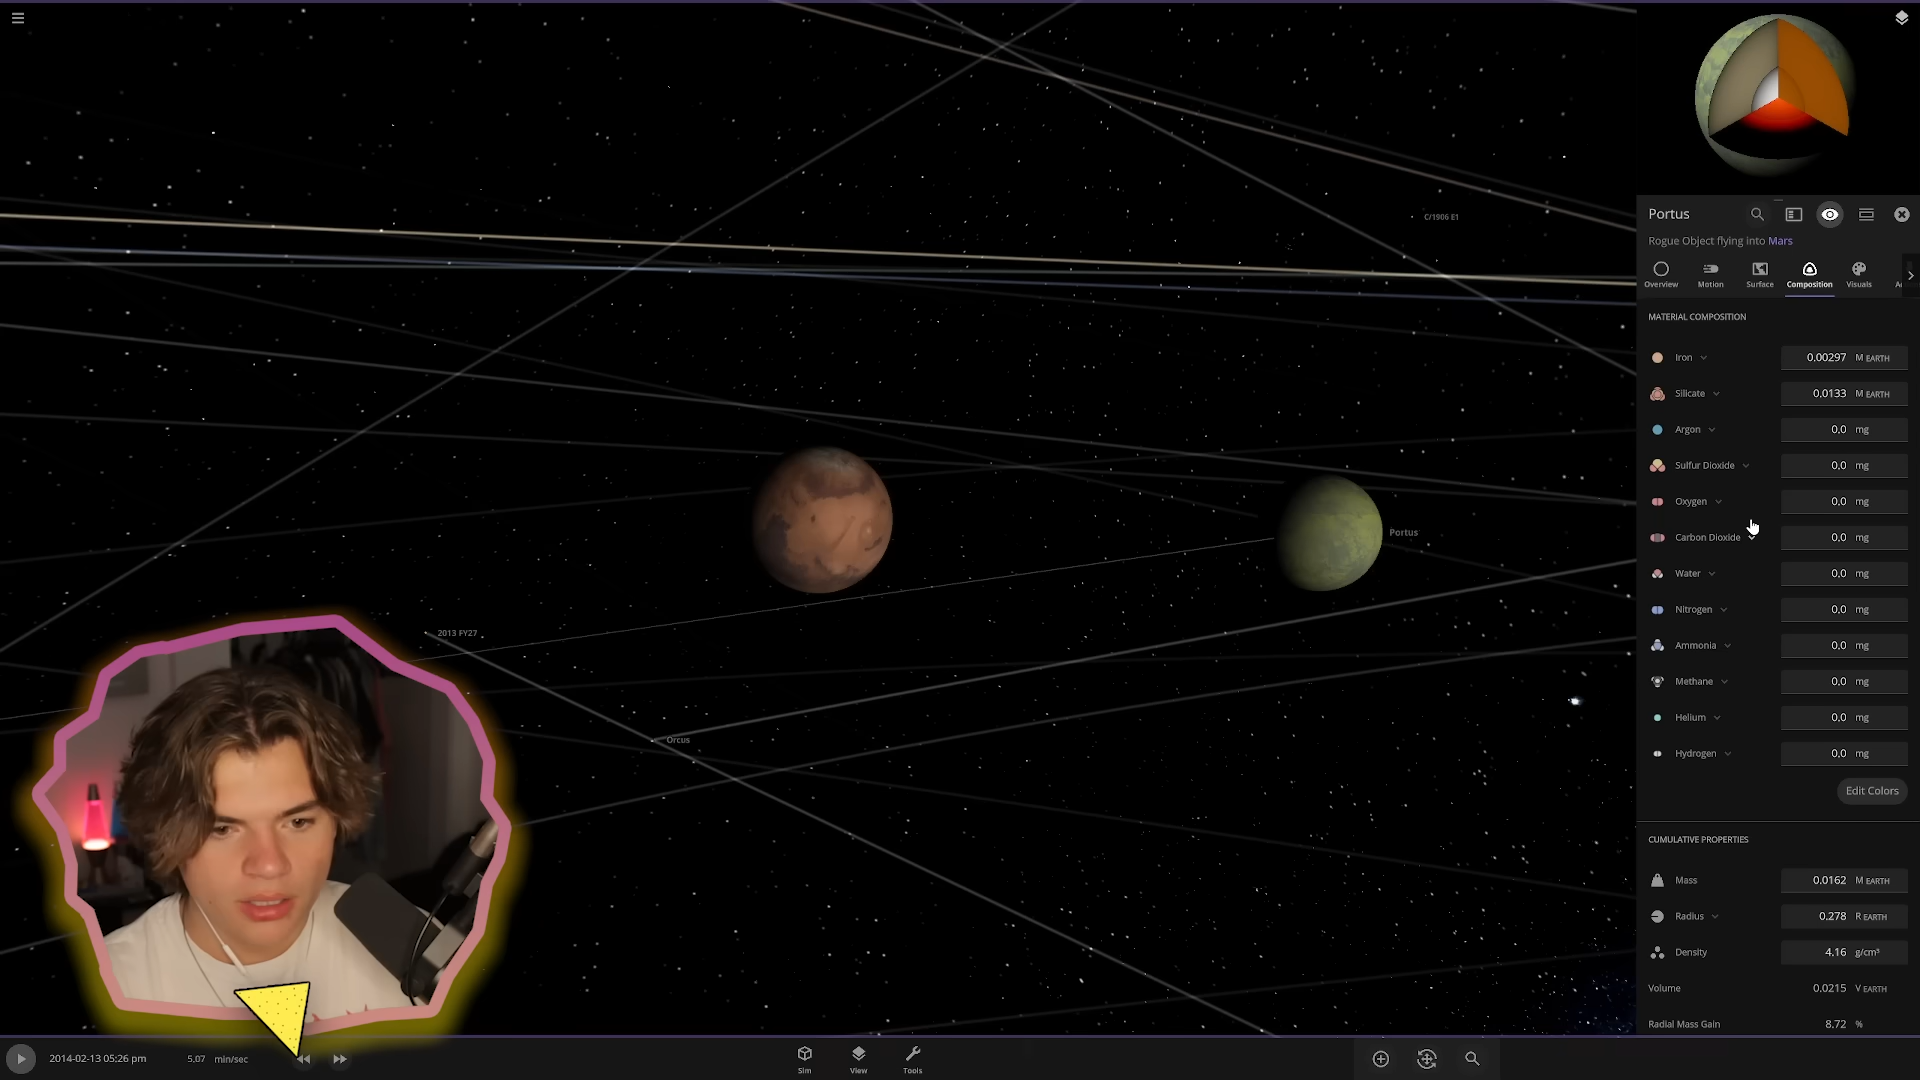 C/1906 E1
Portus
2013 FY27
Orcus
Portus
Rogue Object flying into Mars
Overview
Motion
Surface
Composition
Visuals
MATERIAL COMPOSITION
Iron 0.00297 M EARTH
Silicate 0.0133 M EARTH
Argon 0.0 mg
Sulfur Dioxide 0.0 mg
Oxygen 0.0 mg
Carbon Dioxide 0.0 mg
Water 0.0 mg
Nitrogen 0.0 mg
Ammonia 0.0 mg
Methane 0.0 mg
Helium 0.0 mg
Hydrogen 0.0 mg
Edit Colors
CUMULATIVE PROPERTIES
Mass 0.0162 M EARTH
Radius 0.278 R EARTH
Density 4.16 g/cm³
Volume 0.0215 V EARTH
Radial Mass Gain 8.72 %
2014-02-13 05:26 pm 5.07 min/sec
Sim
View
Tools